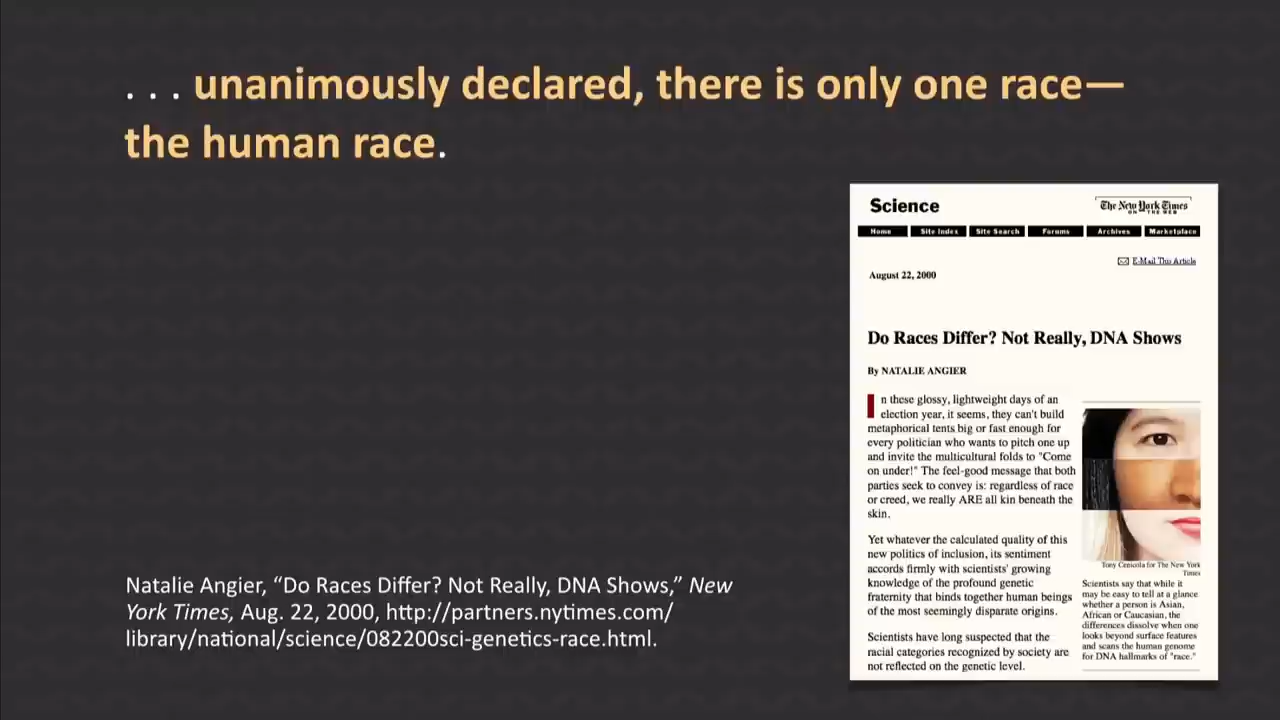 . . . unanimously declared, there is only one race—
the human race.
Science
The New York Times
ON THE WEB
Home
Site Index
Site Search
Forums
Archives
Marketplace
E-Mail This Article
August 22, 2000
Do Races Differ? Not Really, DNA Shows
By NATALIE ANGIER
In these glossy, lightweight days of an
election year, it seems, they can't build
metaphorical tents big or fast enough for
every politician who wants to pitch one up
and invite the multicultural folds to "Come
on under!" The feel-good message that both
parties seek to convey is: regardless of race
or creed, we really ARE all kin beneath the
skin.
Yet whatever the calculated quality of this
new politics of inclusion, its sentiment
accords firmly with scientists' growing
knowledge of the profound genetic
fraternity that binds together human beings
of the most seemingly disparate origins.
Scientists have long suspected that the
racial categories recognized by society are
not reflected on the genetic level.
Tony Cenicola for The New York
Times
Scientists say that while it
may be easy to tell at a glance
whether a person is Asian,
African or Caucasian, the
differences dissolve when one
looks beyond surface features
and scans the human genome
for DNA hallmarks of "race."
Natalie Angier, “Do Races Differ? Not Really, DNA Shows,” New
York Times, Aug. 22, 2000, http://partners.nytimes.com/
library/national/science/082200sci-genetics-race.html.